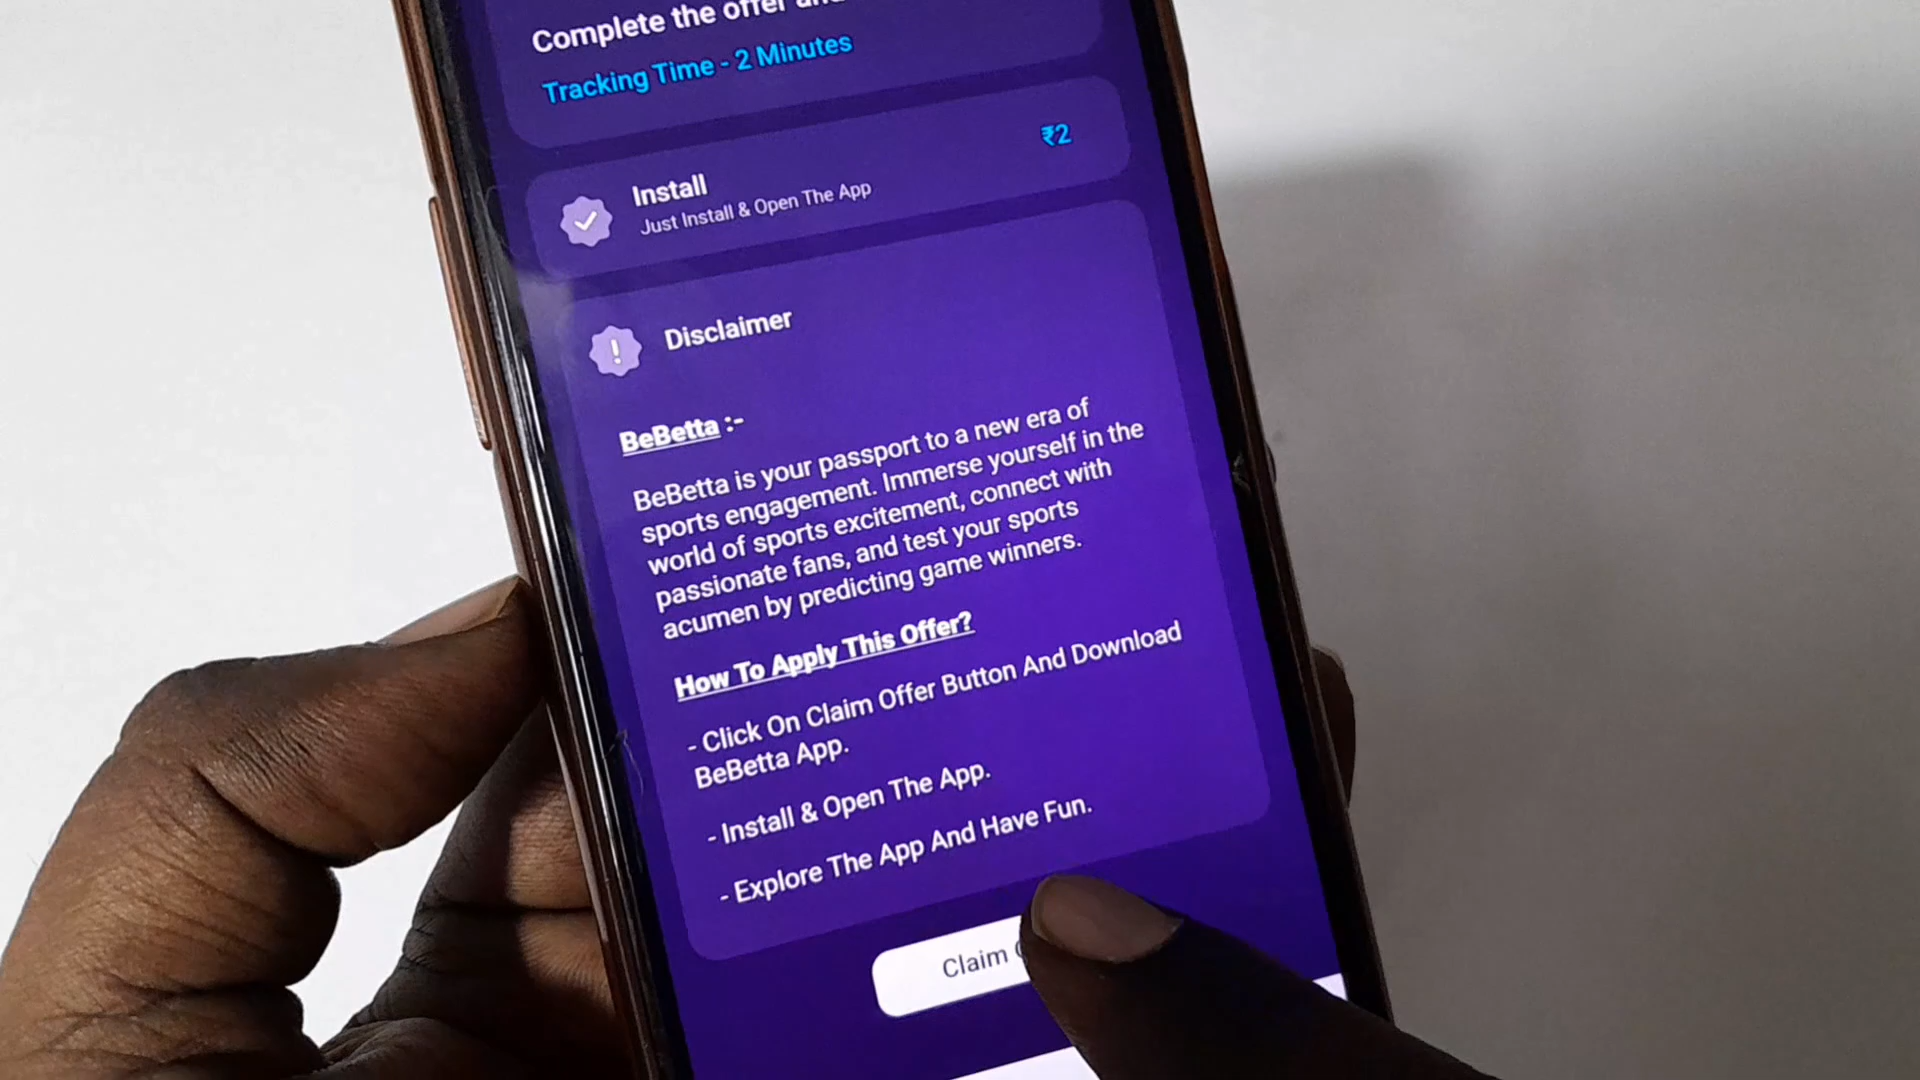 Complete the offer and
Tracking Time - 2 Minutes
₹2
Install
Just Install & Open The App
Disclaimer
BeBetta :-
BeBetta is your passport to a new era of
sports engagement. Immerse yourself in the
world of sports excitement, connect with
passionate fans, and test your sports
acumen by predicting game winners.
How To Apply This Offer?
- Click On Claim Offer Button And Download
BeBetta App.
- Install & Open The App.
- Explore The App And Have Fun.
Claim